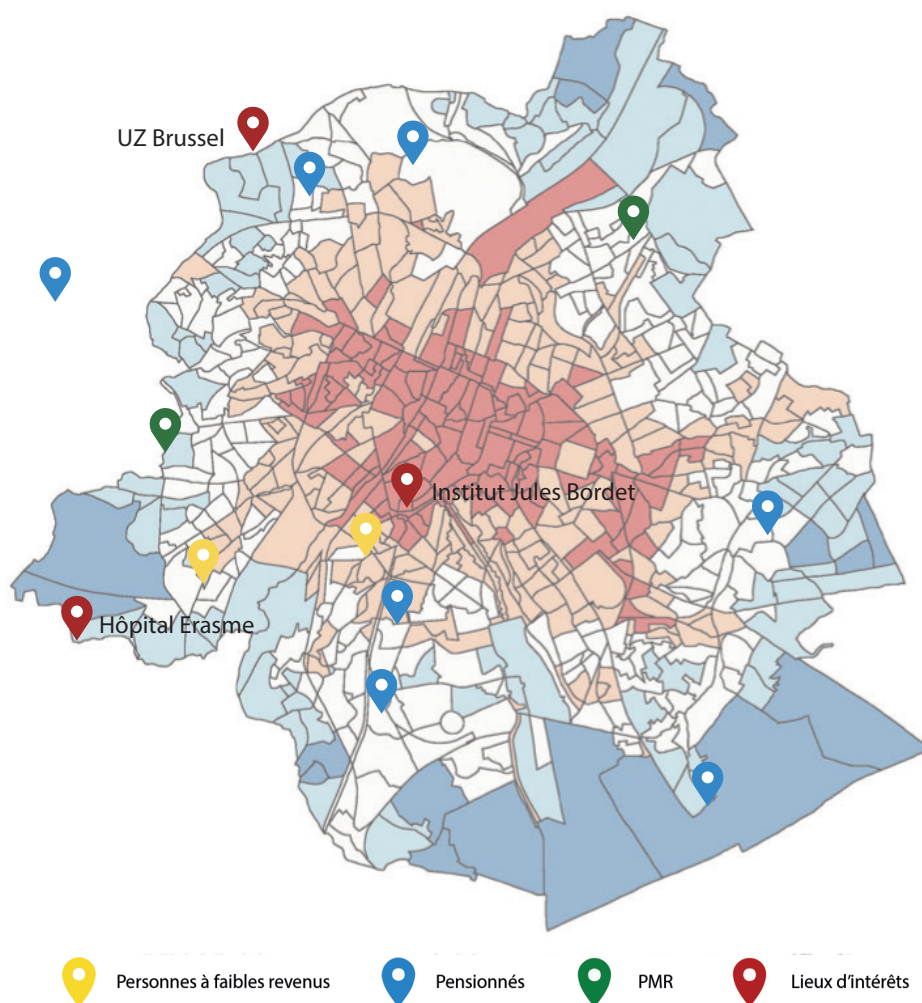 UZ Brussel
Institut Jules Bordet
Hôpital Erasme
Personnes à faibles revenus
Pensionnés
PMR
Lieux d'intérêts